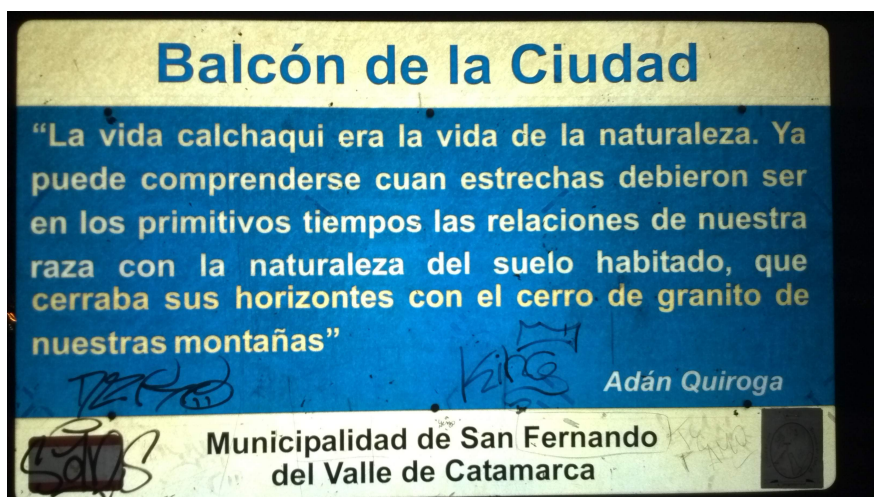 Balcón de la Ciudad
“La vida calchaqui era la vida de la naturaleza. Ya
puede comprenderse cuan estrechas debieron ser
en los primitivos tiempos las relaciones de nuestra
raza con la naturaleza del suelo habitado, que
cerraba sus horizontes con el cerro de granito de
nuestras montañas”
King
Adán Quiroga
Municipalidad de San Fernando
del Valle de Catamarca